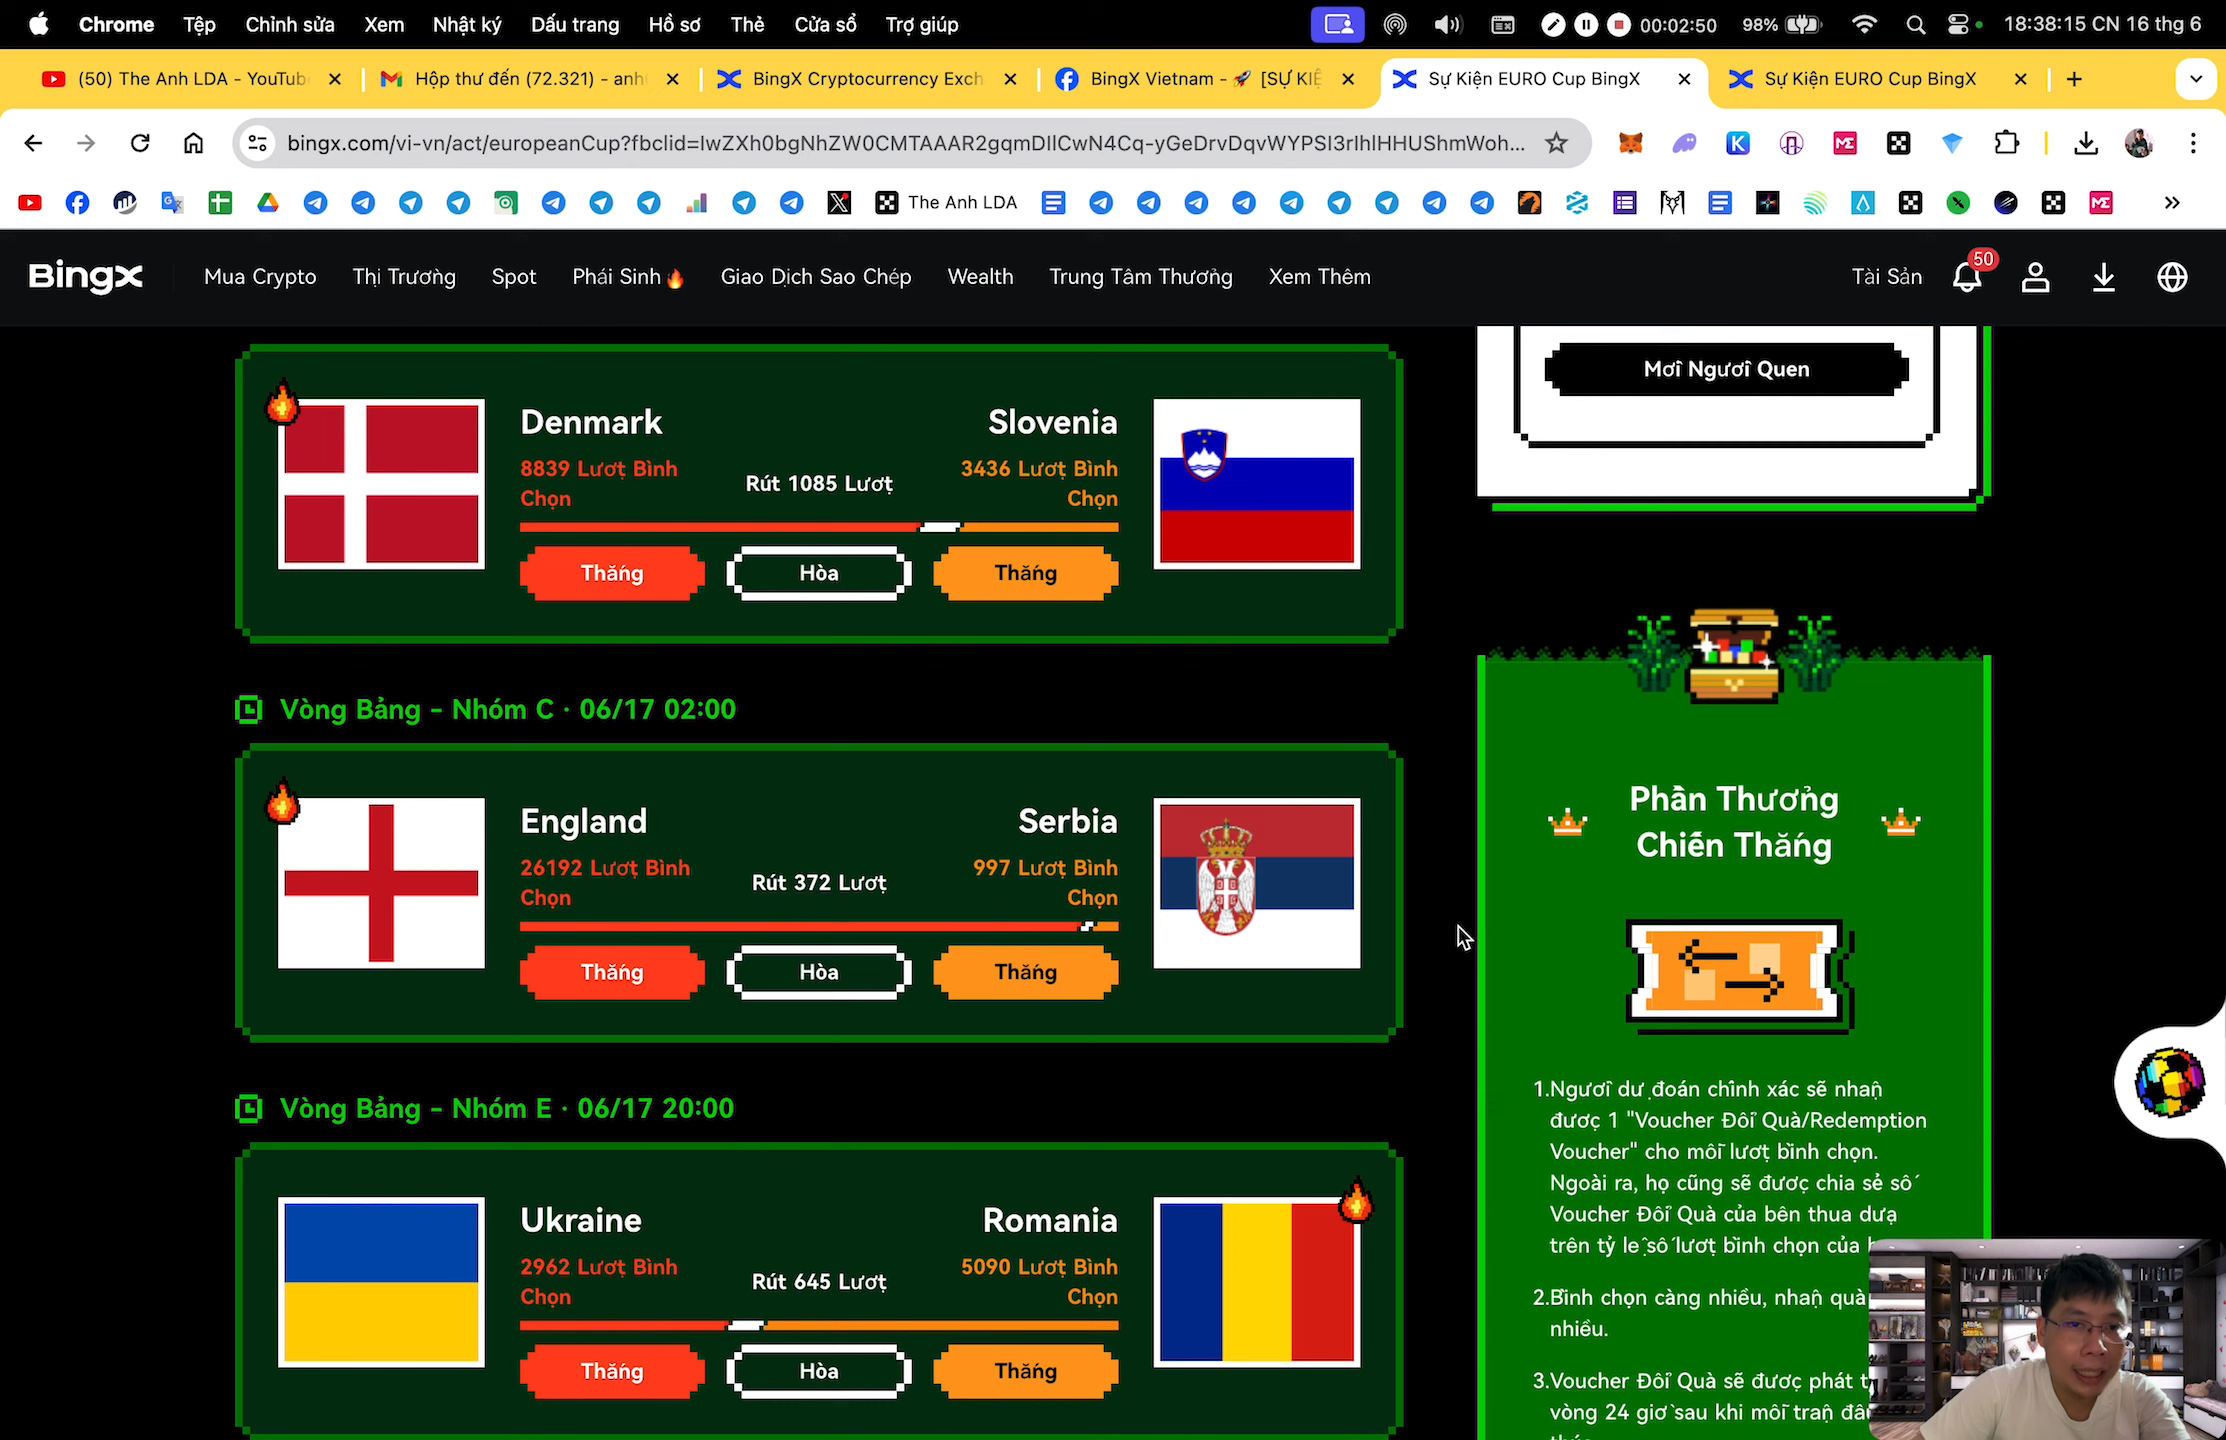 Chrome Tệp Chỉnh sửa Xem Nhật ký Dấu trang Hồ sơ Thẻ Cửa sổ Trợ giúp 00:02:50 98% 18:38:15 CN 16 thg 6
(50) The Anh LDA - YouTub Hộp thư đến (72.321) - anh BingX Cryptocurrency Exch BingX Vietnam - 🚀 [SỰ KIỆ Sự Kiện EURO Cup BingX Sự Kiện EURO Cup BingX
bingx.com/vi-vn/act/europeanCup?fbclid=IwZXh0bgNhZW0CMTAAAR2gqmDIlCwN4Cq-yGeDrvDqvWYPSI3rIhlHHUShmWoh...
The Anh LDA
BingX Mua Crypto Thị Trường Spot Phái Sinh Giao Dịch Sao Chép Wealth Trung Tâm Thưởng Xem Thêm Tài Sản 50
Mời Người Quen
Denmark Slovenia
8839 Lượt Bình Chọn
Rút 1085 Lượt
3436 Lượt Bình Chọn
Thắng Hòa Thắng
Vòng Bảng - Nhóm C · 06/17 02:00
England Serbia
26192 Lượt Bình Chọn
Rút 372 Lượt
997 Lượt Bình Chọn
Thắng Hòa Thắng
Vòng Bảng - Nhóm E · 06/17 20:00
Ukraine Romania
2962 Lượt Bình Chọn
Rút 645 Lượt
5090 Lượt Bình Chọn
Thắng Hòa Thắng
Phần Thưởng
Chiến Thắng
1.Người dự đoán chính xác sẽ nhận
được 1 "Voucher Đổi Quà/Redemption
Voucher" cho mỗi lượt bình chọn.
Ngoài ra, họ cũng sẽ được chia sẻ số
Voucher Đổi Quà của bên thua dựa
trên tỷ lệ số lượt bình chọn của
2.Bình chọn càng nhiều, nhận quà
nhiều.
3.Voucher Đổi Quà sẽ được phát
vòng 24 giờ sau khi mỗi trận